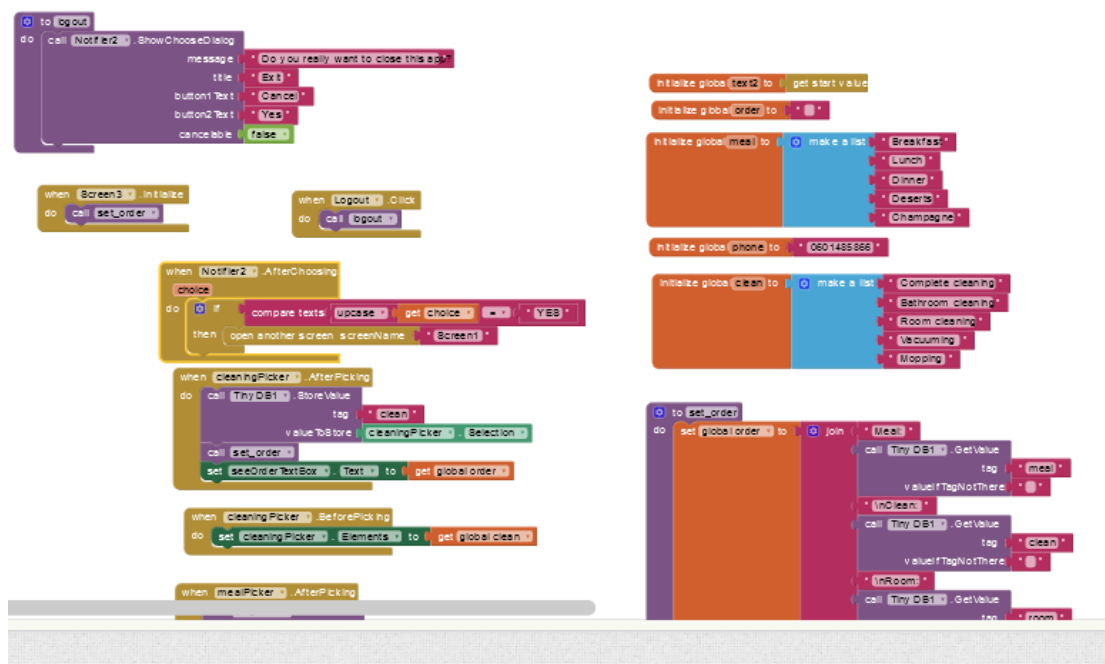 to logout
do call Notifier2 .ShowChooseDialog
message " Do you really want to close this app? "
title " Exit "
button1Text " Cancel "
button2Text " Yes "
cancelable false
when Screen3 .Initialize
do call set_order
when Logout .Click
do call logout
when Notifier2 .AfterChoosing
choice
do if compare texts upcase get choice = " YES "
then open another screen screenName " Screen1 "
when cleaningPicker .AfterPicking
do call TinyDB1 .StoreValue
tag " clean "
valueToStore cleaningPicker . Selection
call set_order
set seeOrderTextBox . Text to get global order
when cleaningPicker .BeforePicking
do set cleaningPicker . Elements to get global clean
when mealPicker .AfterPicking
initialize global text2 to get start value
initialize global order to " "
initialize global meal to make a list " Breakfast "
" Lunch "
" Dinner "
" Deserts "
" Champagne "
initialize global phone to " 0601485866 "
initialize global clean to make a list " Complete cleaning "
" Bathroom cleaning "
" Room cleaning "
" Vacuuming "
" Mopping "
to set_order
do set global order to join " Meal: "
call TinyDB1 .GetValue
tag " meal "
valueIfTagNotThere " "
" \nClean: "
call TinyDB1 .GetValue
tag " clean "
valueIfTagNotThere " "
" \nRoom: "
call TinyDB1 .GetValue
tag " room "